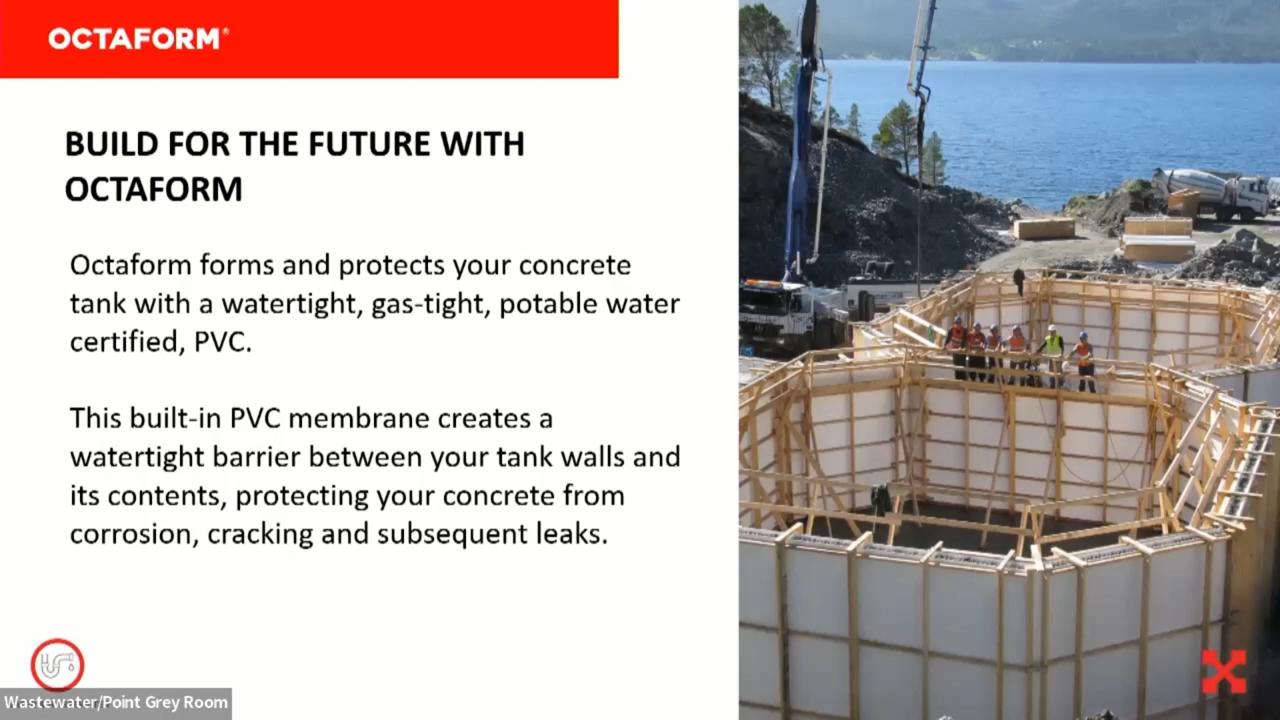 OCTAFORM®
BUILD FOR THE FUTURE WITH
OCTAFORM
Octaform forms and protects your concrete
tank with a watertight, gas-tight, potable water
certified, PVC.
This built-in PVC membrane creates a
watertight barrier between your tank walls and
its contents, protecting your concrete from
corrosion, cracking and subsequent leaks.
Wastewater/Point Grey Room